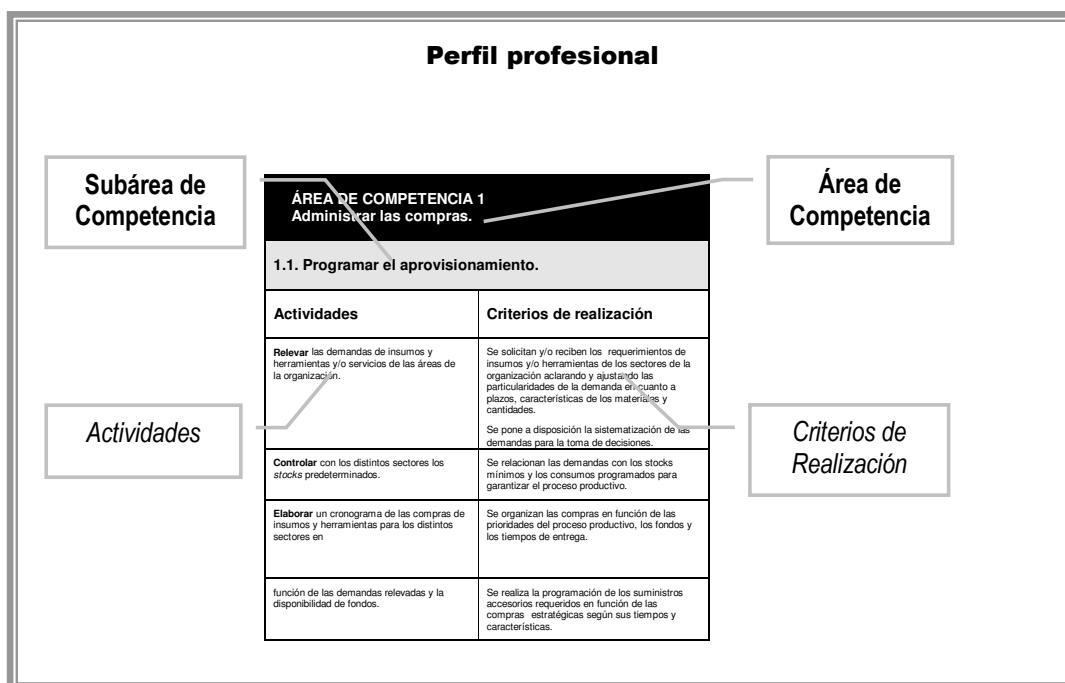 Perfil profesional
Subárea de
Competencia
Área de
Competencia
ÁREA DE COMPETENCIA 1
Administrar las compras.
1.1. Programar el aprovisionamiento.
Actividades
Criterios de realización
Relevar las demandas de insumos y
herramientas y/o servicios de las áreas de
la organización.
Se solicitan y/o reciben los requerimientos de
insumos y/o herramientas de los sectores de la
organización aclarando y ajustando las
particularidades de la demanda en cuanto a
plazos, características de los materiales y
cantidades.
Se pone a disposición la sistematización de las
demandas para la toma de decisiones.
Actividades
Criterios de
Realización
Controlar con los distintos sectores los
stocks predeterminados.
Se relacionan las demandas con los stocks
mínimos y los consumos programados para
garantizar el proceso productivo.
Elaborar un cronograma de las compras de
insumos y herramientas para los distintos
sectores en
Se organizan las compras en función de las
prioridades del proceso productivo, los fondos y
los tiempos de entrega.
función de las demandas relevadas y la
disponibilidad de fondos.
Se realiza la programación de los suministros
accesorios requeridos en función de las
compras estratégicas según sus tiempos y
características.